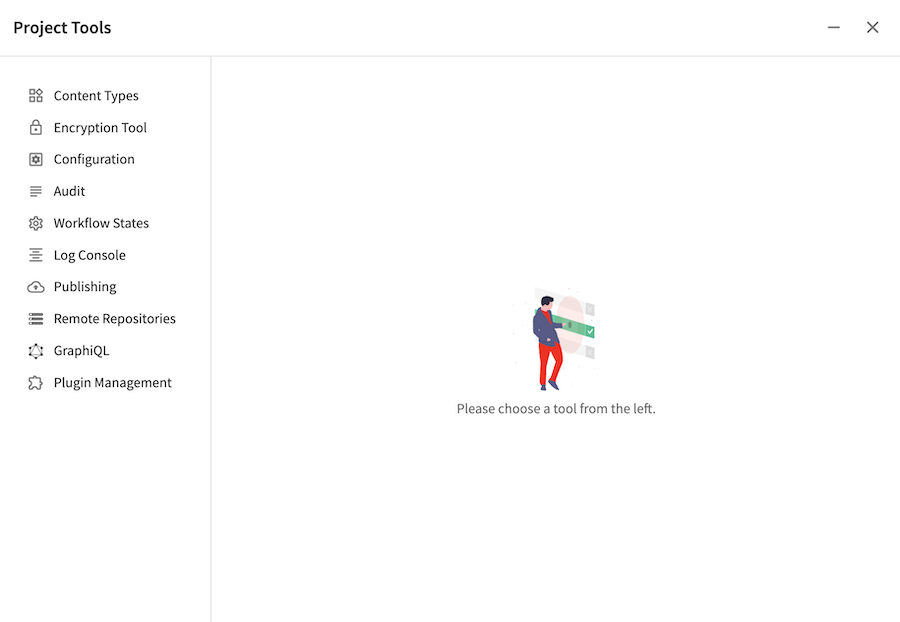 Project Tools
Content Types
Encryption Tool
Configuration
Audit
Workflow States
Log Console
Publishing
Remote Repositories
GraphiQL
Plugin Management
Please choose a tool from the left.